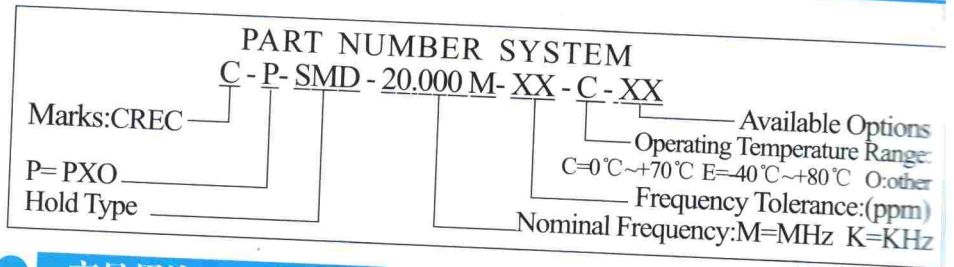 PART NUMBER SYSTEM
C - P- SMD - 20.000 M- XX - C - XX
Marks:CREC
Available Options
Operating Temperature Range:
P= PXO
C=0℃~+70℃ E=-40℃~+80℃ O:other
Frequency Tolerance:(ppm)
Hold Type
Nominal Frequency:M=MHz K=KHz